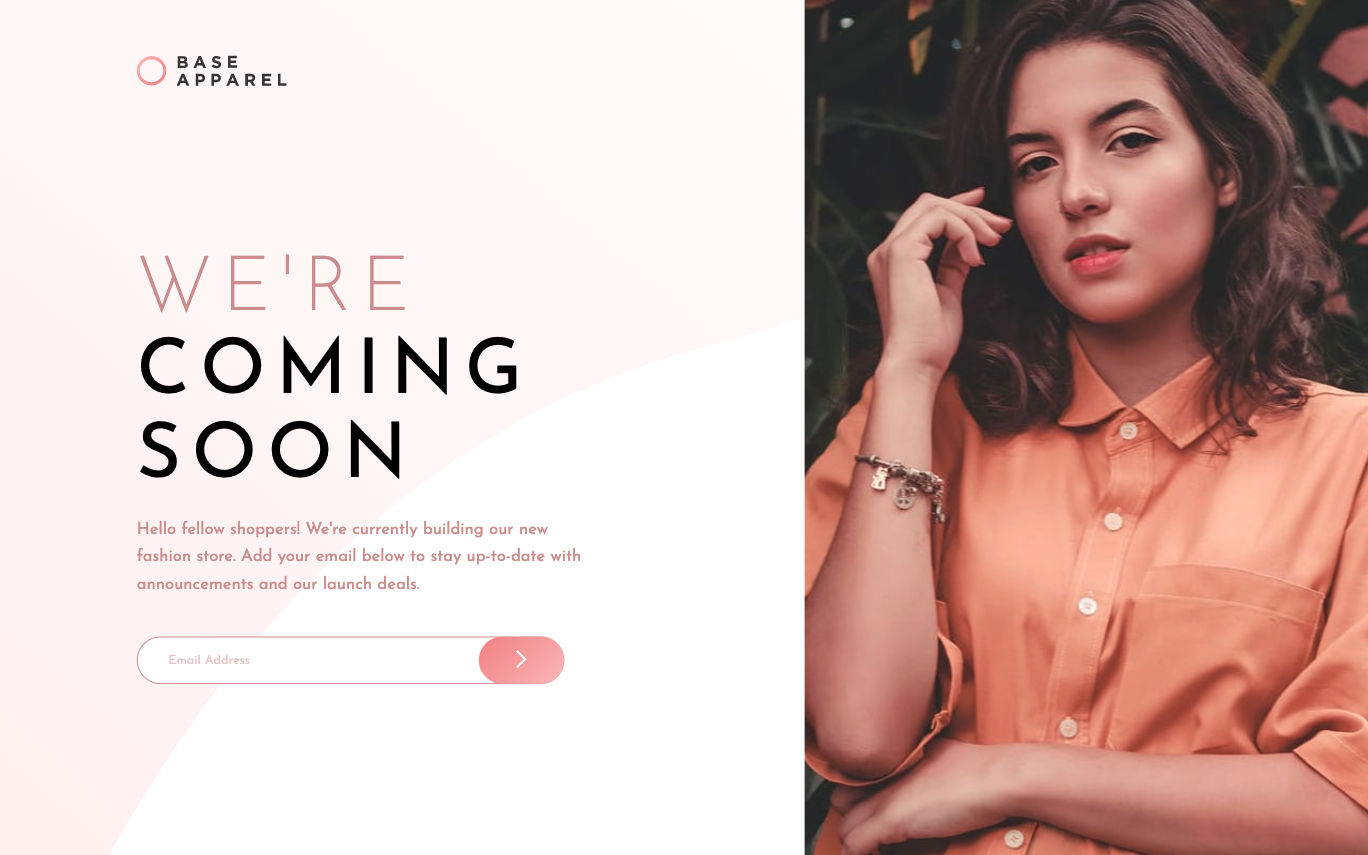 BASE
APPAREL
WE'RE
COMING
SOON
Hello fellow shoppers! We're currently building our new
fashion store. Add your email below to stay up-to-date with
announcements and our launch deals.
Email Address